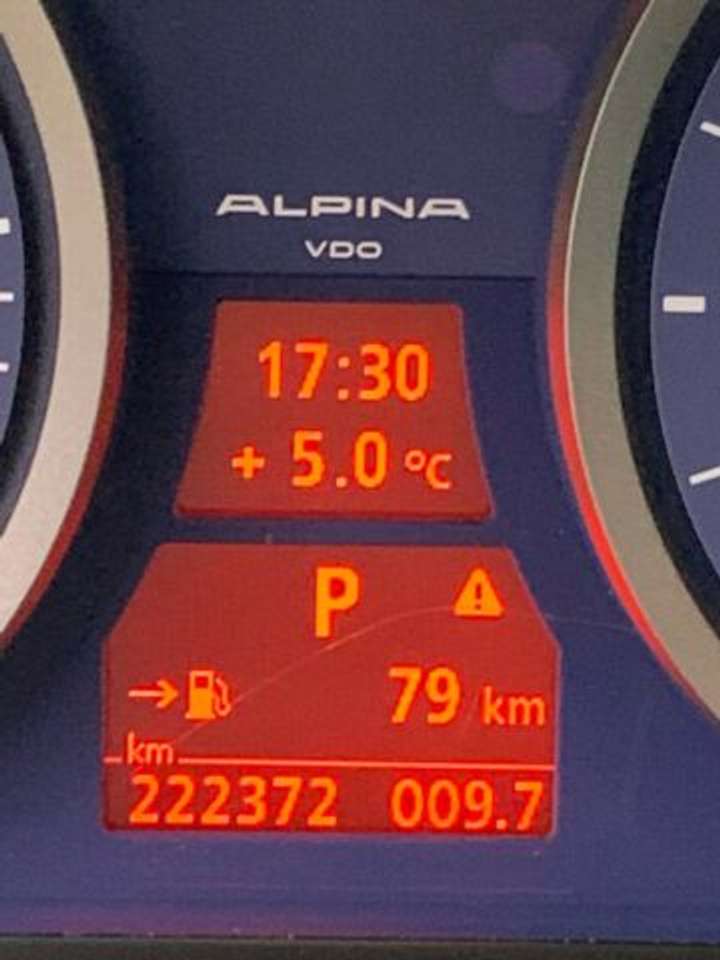 ALPINA
VDO
17:30
+ 5.0 °C
P
79 km
km
222372 009.7